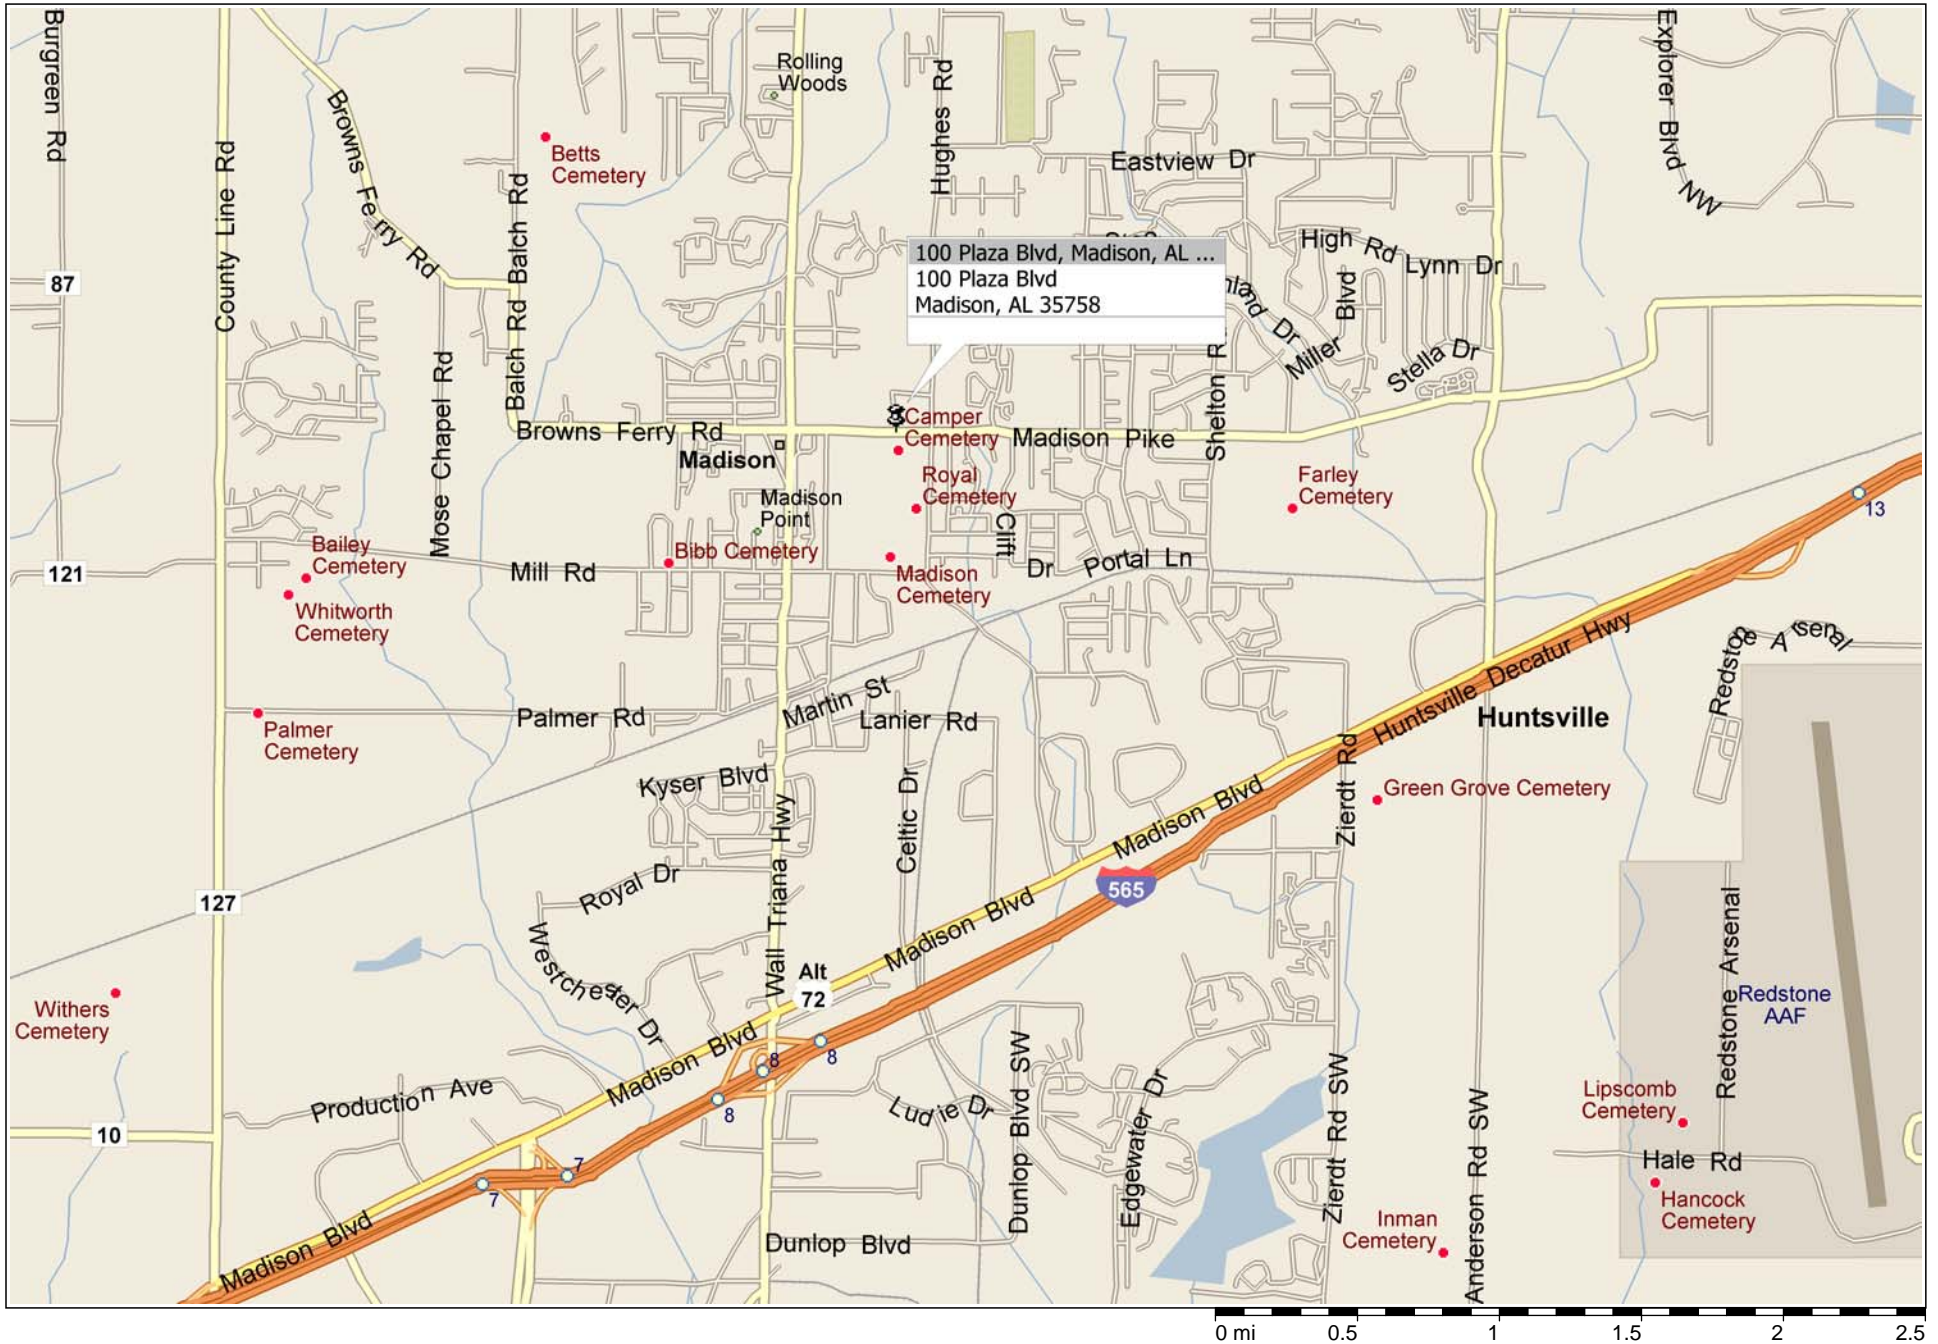 Burgreen Rd
County Line Rd
Browns Ferry Rd
Betts
Cemetery
Balch Rd
Balch Rd
Balch Rd
Rolling
Woods
Hughes Rd
Eastview Dr
Explorer Blvd NW
High Rd
Lynn Dr
100 Plaza Blvd, Madison, AL ...
100 Plaza Blvd
Madison, AL 35758
Dr
Miller Blvd
Stella Dr
Shelton
87
Mose Chapel Rd
Browns Ferry Rd
Madison
Camper
Cemetery
Madison Pike
Royal
Cemetery
Farley
Cemetery
Madison
Point
Clift
Dr
Portal Ln
13
121
Bailey
Cemetery
Whitworth
Cemetery
Mill Rd
Bibb Cemetery
Madison
Cemetery
Palmer
Cemetery
Palmer Rd
Martin St
Lanier Rd
Huntsville Decatur Hwy
Huntsville
Redstone Arsenal
Kyser Blvd
Wall Triana Hwy
Celtic Dr
Madison Blvd
Zierdt Rd
Green Grove Cemetery
127
Royal Dr
565
Westchester Dr
Madison Blvd
Alt
72
Withers
Cemetery
Redstone Arsenal
Redstone
AAF
Madison Blvd
8
8
8
Production Ave
Ludie Dr
Dunlop Blvd SW
Edgewater Dr
Zierdt Rd SW
Anderson Rd SW
Lipscomb
Cemetery
10
7
7
Hale Rd
Hancock
Cemetery
Inman
Cemetery
Madison Blvd
Dunlop Blvd
0 mi 0.5 1 1.5 2 2.5